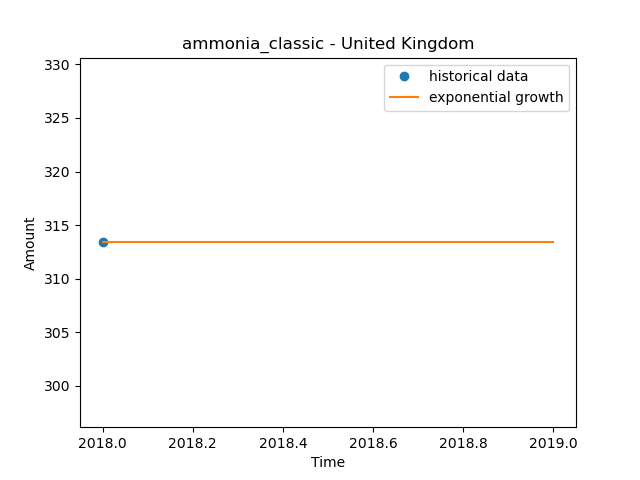 ammonia_classic - United Kingdom
historical data
exponential growth
330
325
320
315
310
305
300
Amount
2018.0 2018.2 2018.4 2018.6 2018.8 2019.0
Time